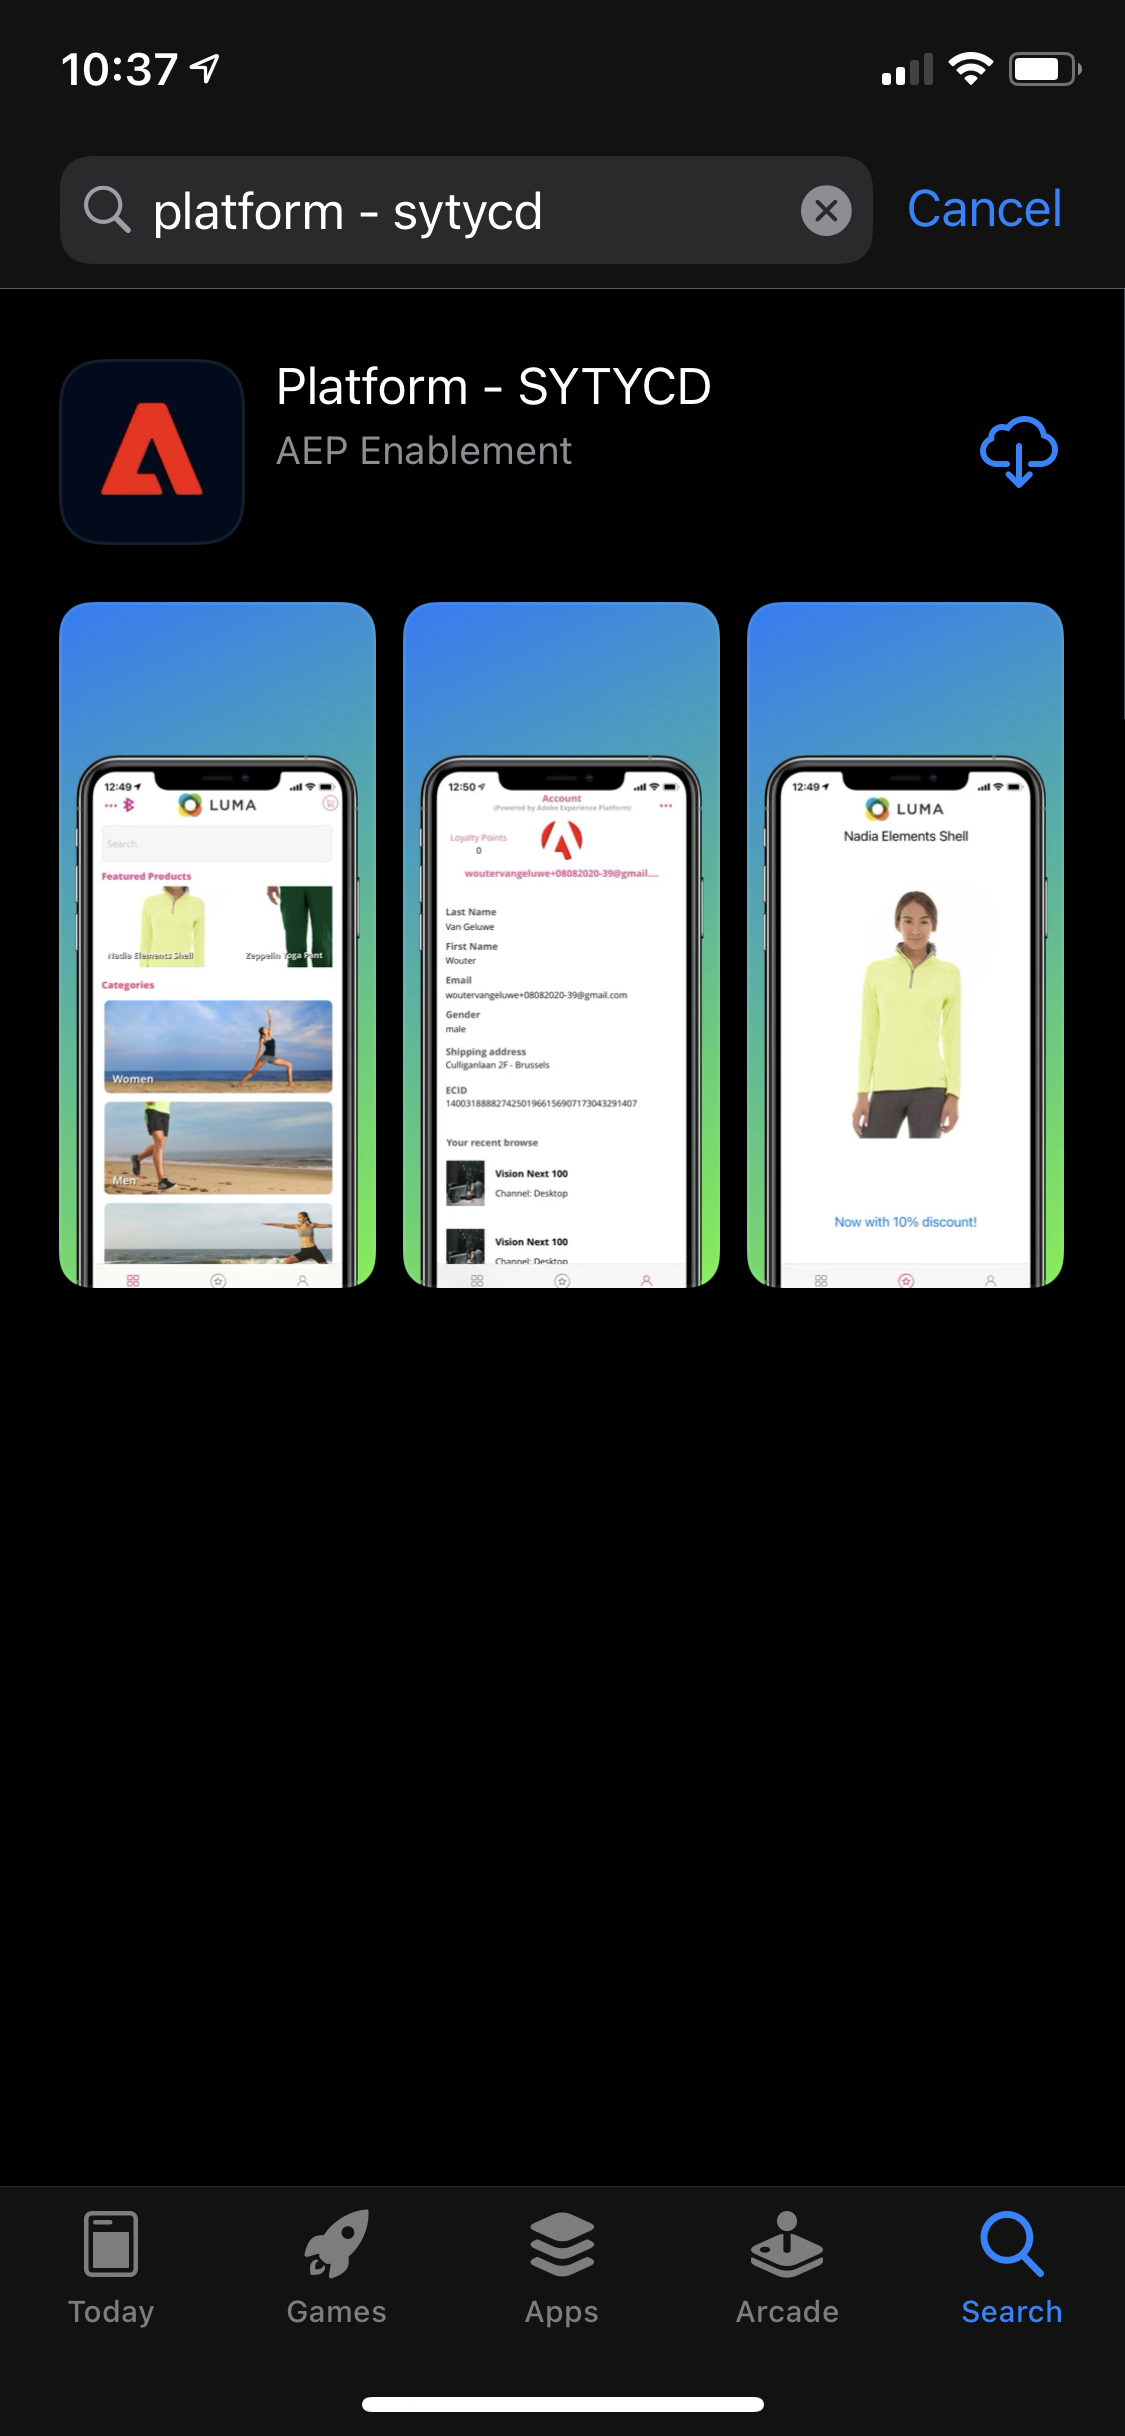 10:37
platform - sytycd
Cancel
Platform - SYTYCD
AEP Enablement
12:49
LUMA
Search
Featured Products
Nadia Elements Shell
Zeppelin Yoga Pant
Categories
Women
Men
12:50
Account
(Powered by Adobe Experience Platform)
Loyalty Points
0
woutervangeluwe+08082020-39@gmail....
Last Name
Van Geluwe
First Name
Wouter
Email
woutervangeluwe+08082020-39@gmail.com
Gender
male
Shipping address
Culliganlaan 2F - Brussels
ECID
Your recent browse
Vision Next 100
Channel: Desktop
Vision Next 100
Channel: Desktop
12:49
LUMA
Nadia Elements Shell
Now with 10% discount!
Today
Games
Apps
Arcade
Search